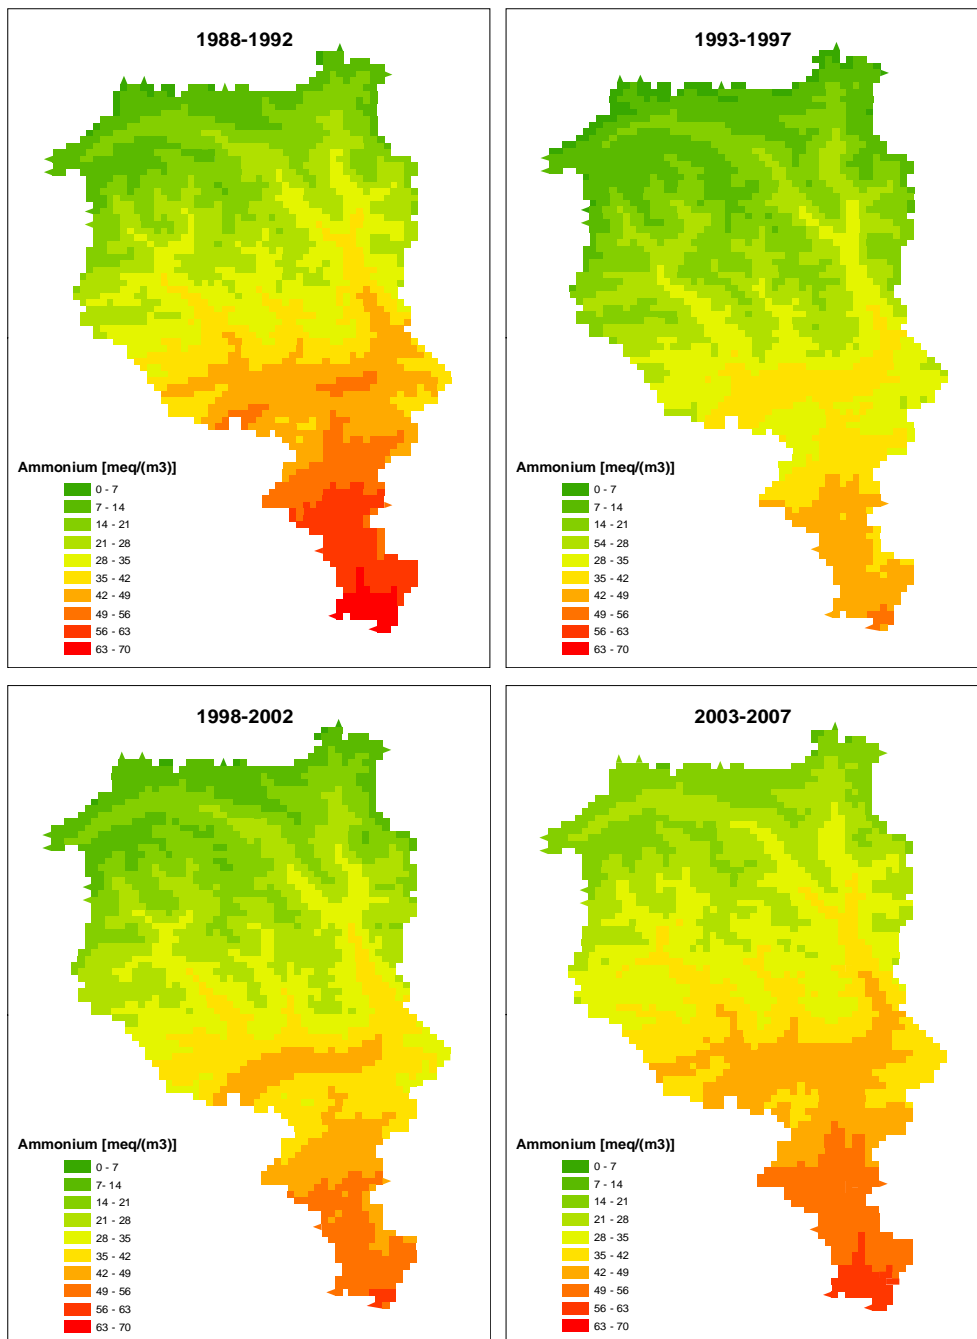 1988-1992
Ammonium [meq/(m3)]
0 - 7
7 - 14
14 - 21
21 - 28
28 - 35
35 - 42
42 - 49
49 - 56
56 - 63
63 - 70
1993-1997
Ammonium [meq/(m3)]
0 - 7
7 - 14
14 - 21
54 - 28
28 - 35
35 - 42
42 - 49
49 - 56
56 - 63
63 - 70
1998-2002
Ammonium [meq/(m3)]
0 - 7
7- 14
14 - 21
21 - 28
28 - 35
35 - 42
42 - 49
49 - 56
56 - 63
63 - 70
2003-2007
Ammonium [meq/(m3)]
0 - 7
7 - 14
14 - 21
21 - 28
28 - 35
35 - 42
42 - 49
49 - 56
56 - 63
63 - 70